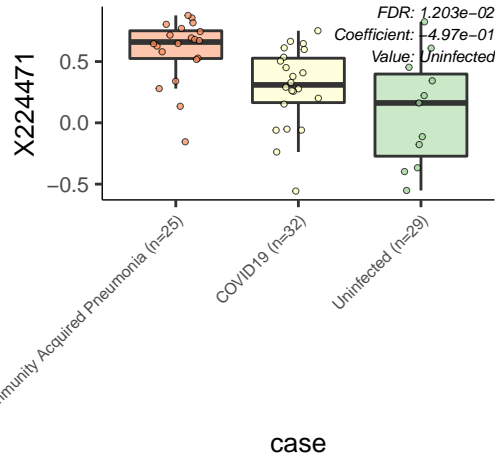 FDR: 1.203e-02
Coefficient: -4.97e-01
Value: Uninfected
X224471
0.5
0.0
−0.5
Acquired Pneumonia (n=25)
COVID19 (n=32)
Uninfected (n=29)
case